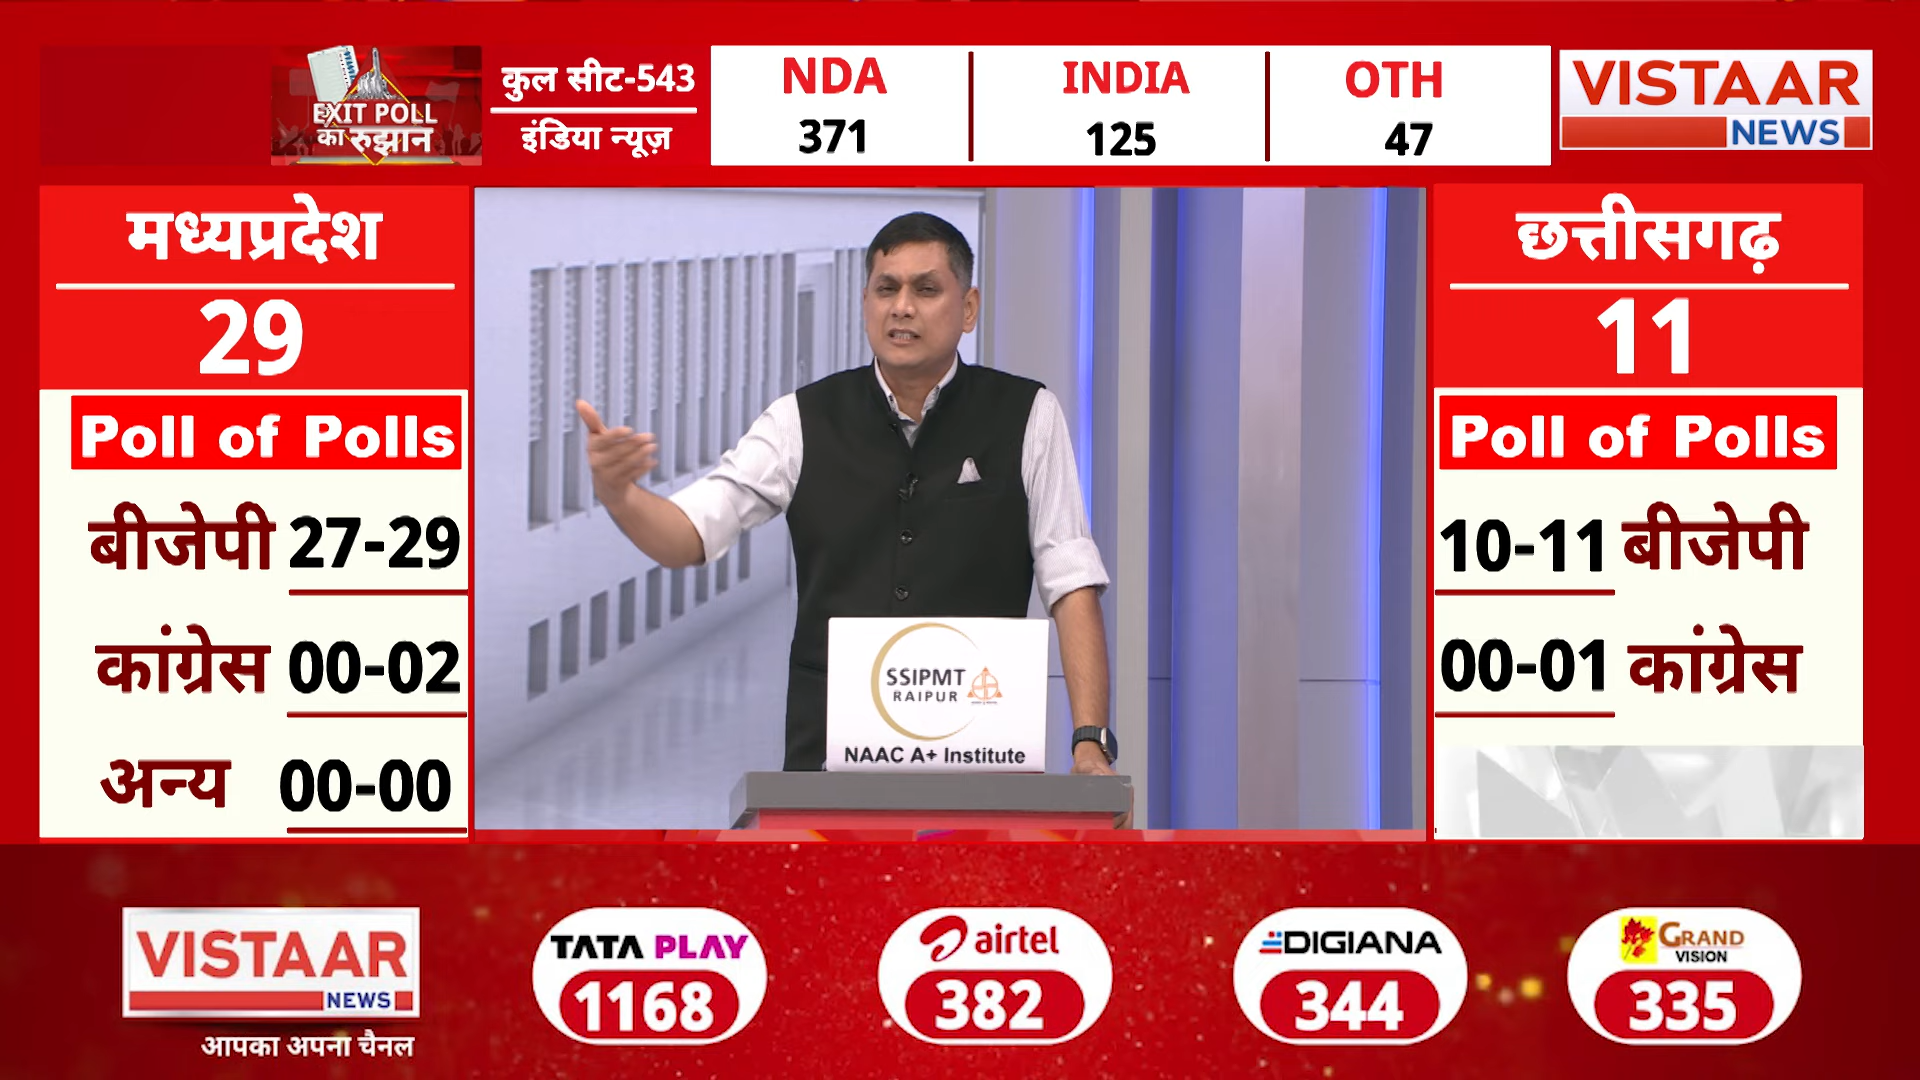 EXIT POLL
का रुझान
कुल सीट-543
इंडिया न्यूज़
NDA
371
INDIA
125
OTH
47
VISTAAR
NEWS
मध्यप्रदेश
29
Poll of Polls
बीजेपी 27-29
कांग्रेस 00-02
अन्य 00-00
SSIPMT
RAIPUR
NAAC A+ Institute
छत्तीसगढ़
11
Poll of Polls
10-11 बीजेपी
00-01 कांग्रेस
VISTAAR
NEWS
आपका अपना चैनल
TATA PLAY
1168
airtel
382
DIGIANA
344
GRAND
VISION
335